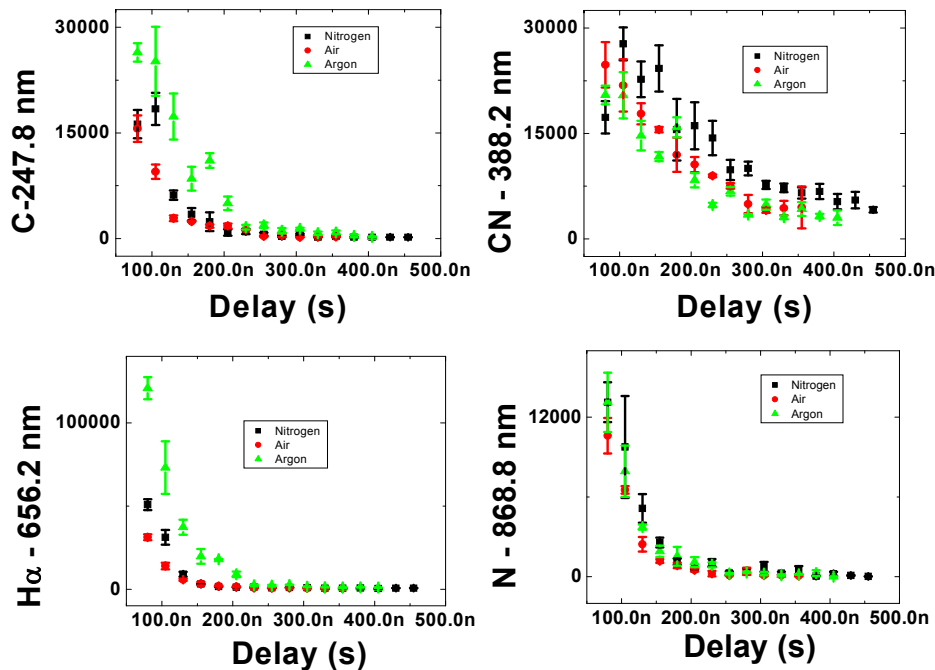 C-247.8 nm
30000
15000
0
Nitrogen
Air
Argon
100.0n 200.0n 300.0n 400.0n 500.0n
Delay (s)
CN - 388.2 nm
30000
15000
0
Nitrogen
Air
Argon
100.0n 200.0n 300.0n 400.0n 500.0n
Delay (s)
Hα - 656.2 nm
100000
0
Nitrogen
Air
Argon
100.0n 200.0n 300.0n 400.0n 500.0n
Delay (s)
N - 868.8 nm
12000
0
Nitrogen
Air
Argon
100.0n 200.0n 300.0n 400.0n 500.0n
Delay (s)